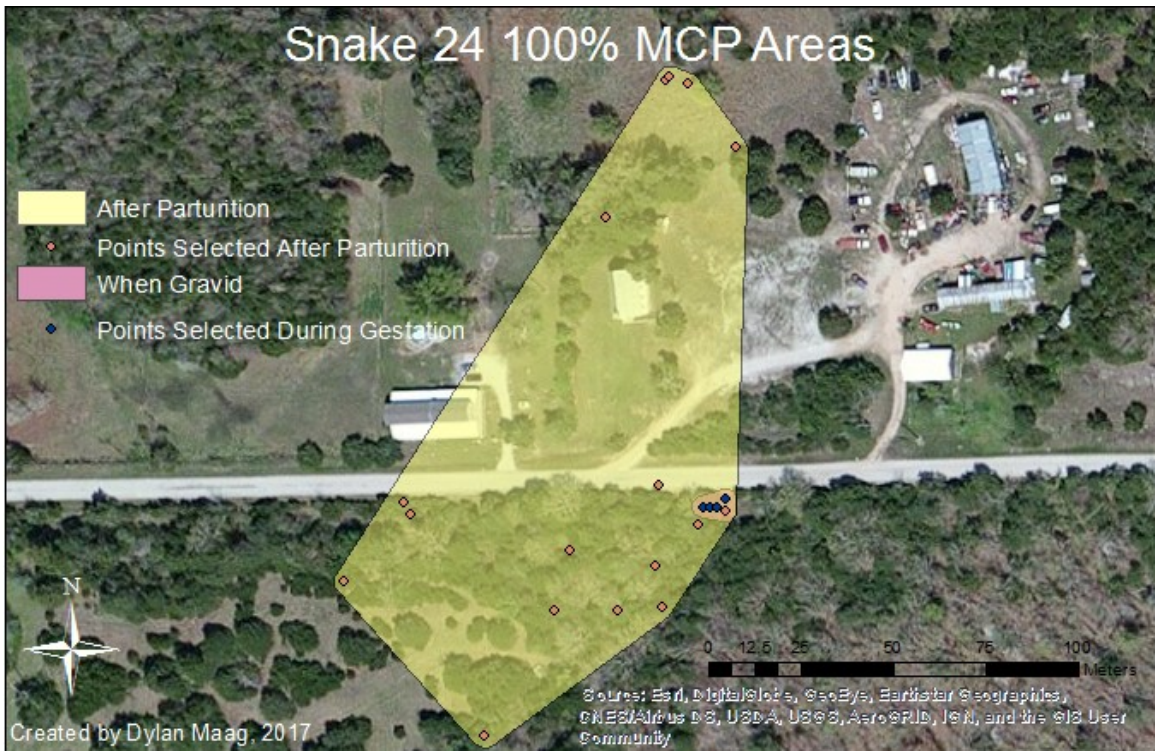 Snake 24 100% MCP Areas
After Parturition
Points Selected After Parturition
When Gravid
Points Selected During Gestation
N
0 12.5 25 50 75 100
Meters
Source: Esri, DigitalGlobe, GeoEye, Earthstar Geographics,
CNES/Airbus DS, USDA, USGS, AeroGRID, IGN, and the GIS User
Community
Created by Dylan Maag, 2017